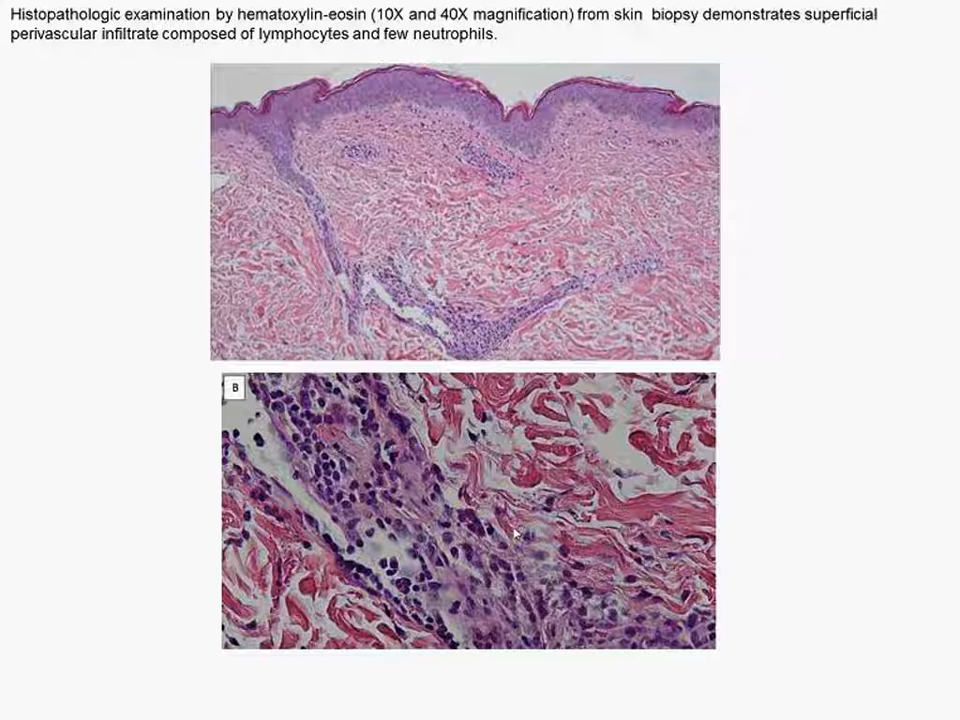 Histopathologic examination by hematoxylin-eosin (10X and 40X magnification) from skin biopsy demonstrates superficial
perivascular infiltrate composed of lymphocytes and few neutrophils.
B